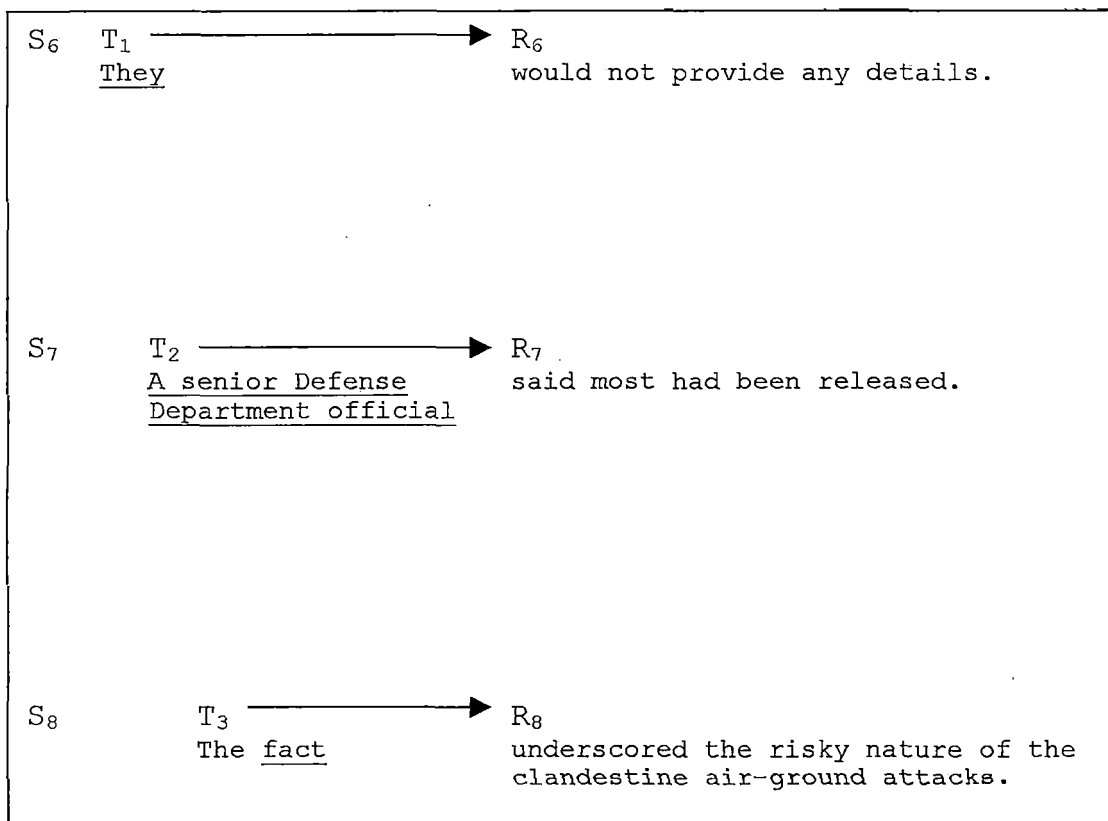 S₆ T₁ R₆
They would not provide any details.
S₇ T₂ R₇
A senior Defense said most had been released.
Department official
S₈ T₃ R₈
The fact underscored the risky nature of the
clandestine air-ground attacks.